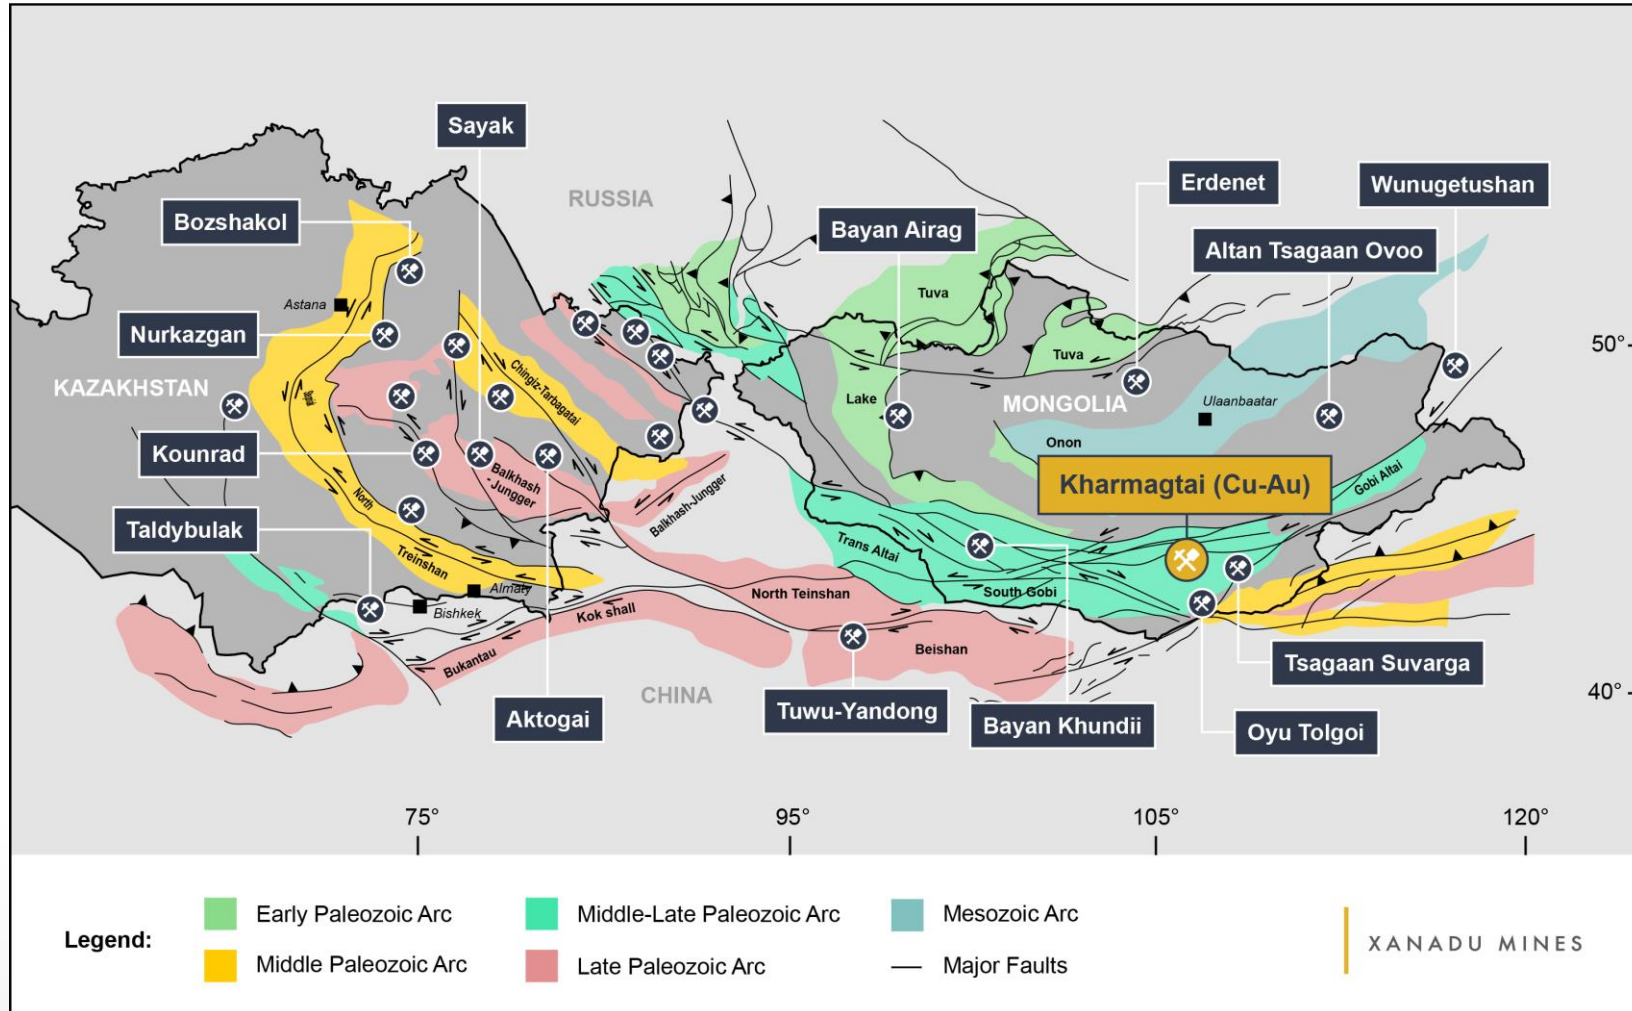 Sayak
RUSSIA
Erdenet
Wunugetushan
Bozshakol
Bayan Airag
Altan Tsagaan Ovoo
Astana
Tuva
Nurkazgan
50°
Tuva
KAZAKHSTAN
Chingiz-Tarbagatai
Lake
MONGOLIA
Ulaanbaatar
Onon
Kounrad
Balkhash
-Jungger
Balkhash-Jungger
Kharmagtai (Cu-Au)
Gobi Altai
North
Taldybulak
Treinshan
Trans Altai
Almaty
Bishkek
North Teinshan
South Gobi
Kok shall
Bukantau
Beishan
Tsagaan Suvarga
CHINA
40°
Aktogai
Tuwu-Yandong
Bayan Khundii
Oyu Tolgoi
75°
95°
105°
120°
Legend:
Early Paleozoic Arc
Middle-Late Paleozoic Arc
Mesozoic Arc
Middle Paleozoic Arc
Late Paleozoic Arc
Major Faults
XANADU MINES